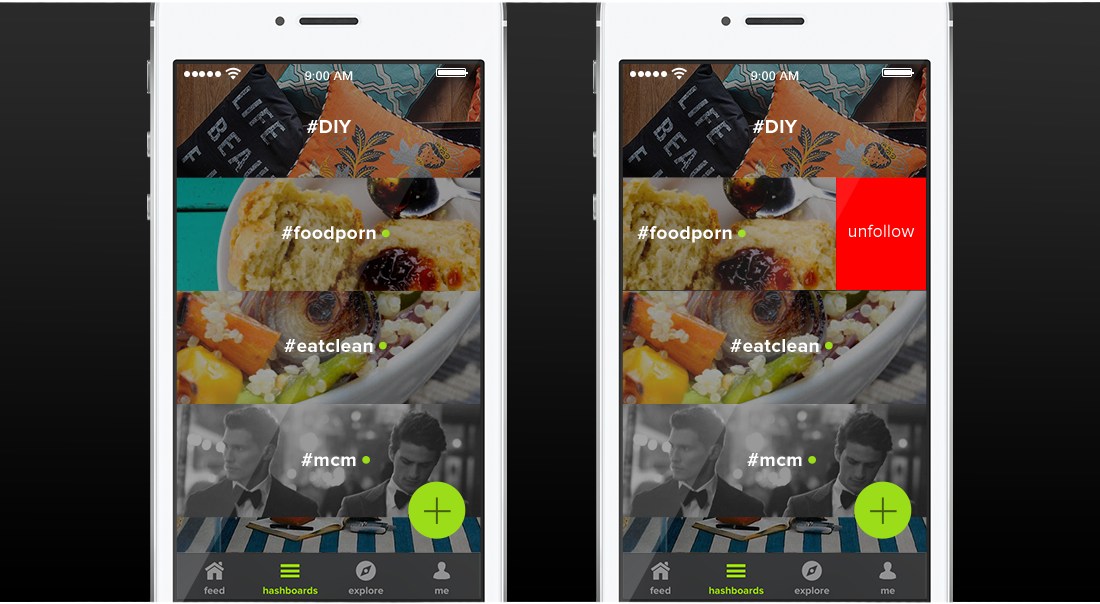 9:00 AM
#DIY
#foodporn
#eatclean
#mcm
feed
hashboards
explore
me
9:00 AM
#DIY
#foodporn
unfollow
#eatclean
#mcm
feed
hashboards
explore
me